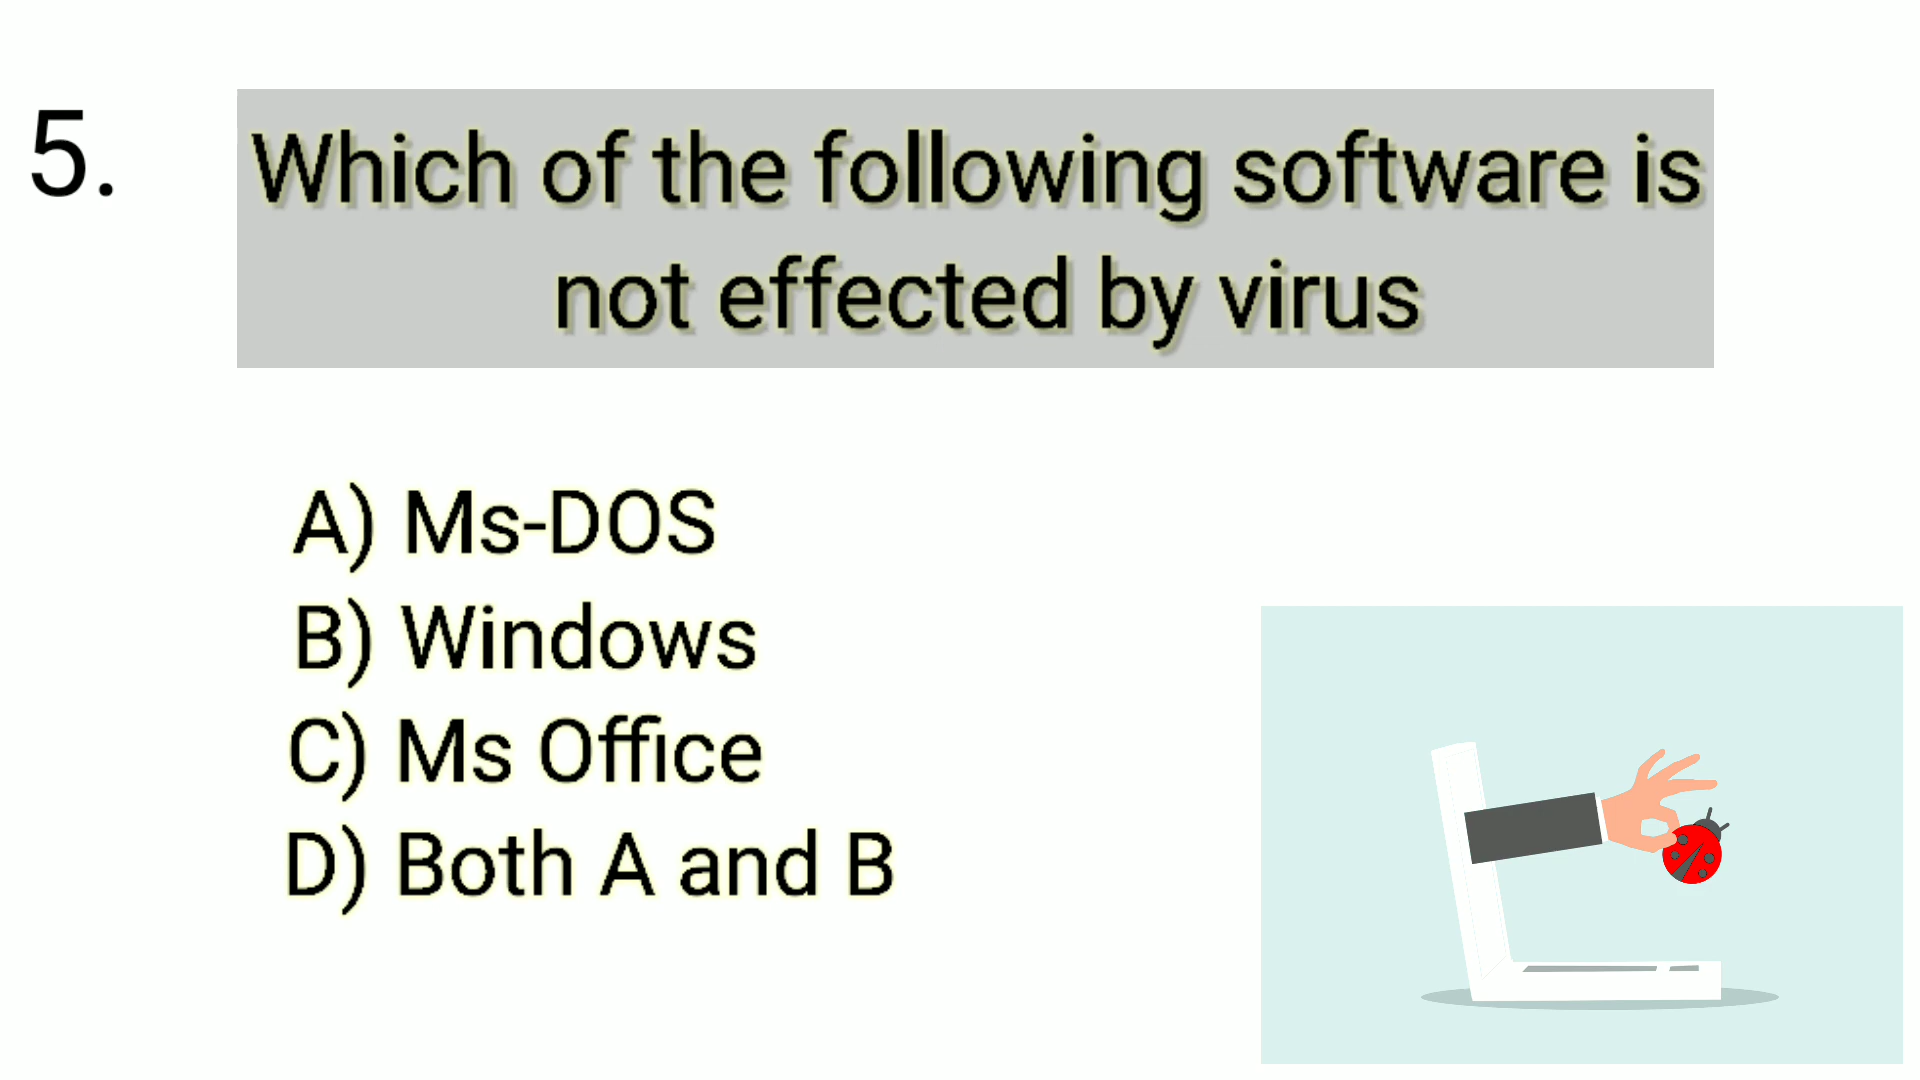 5. Which of the following software is
not effected by virus
A) Ms-DOS
B) Windows
C) Ms Office
D) Both A and B